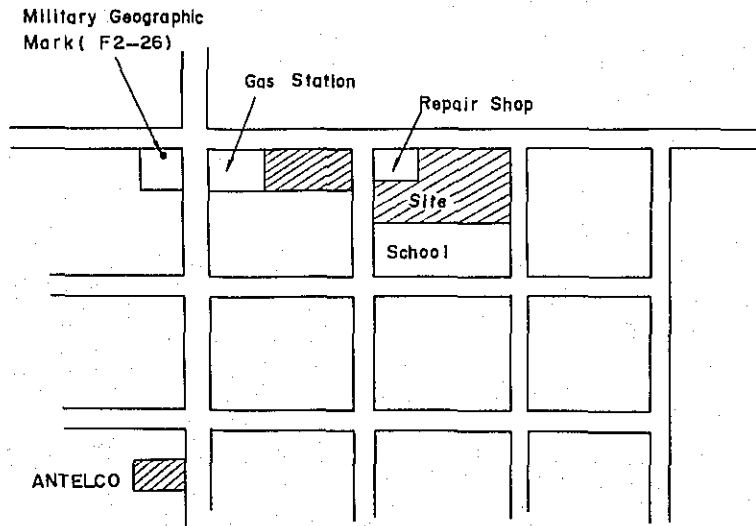 Military Geographic
Mark( F2-26)
Gas Station
Repair Shop
Site
School
ANTELCO